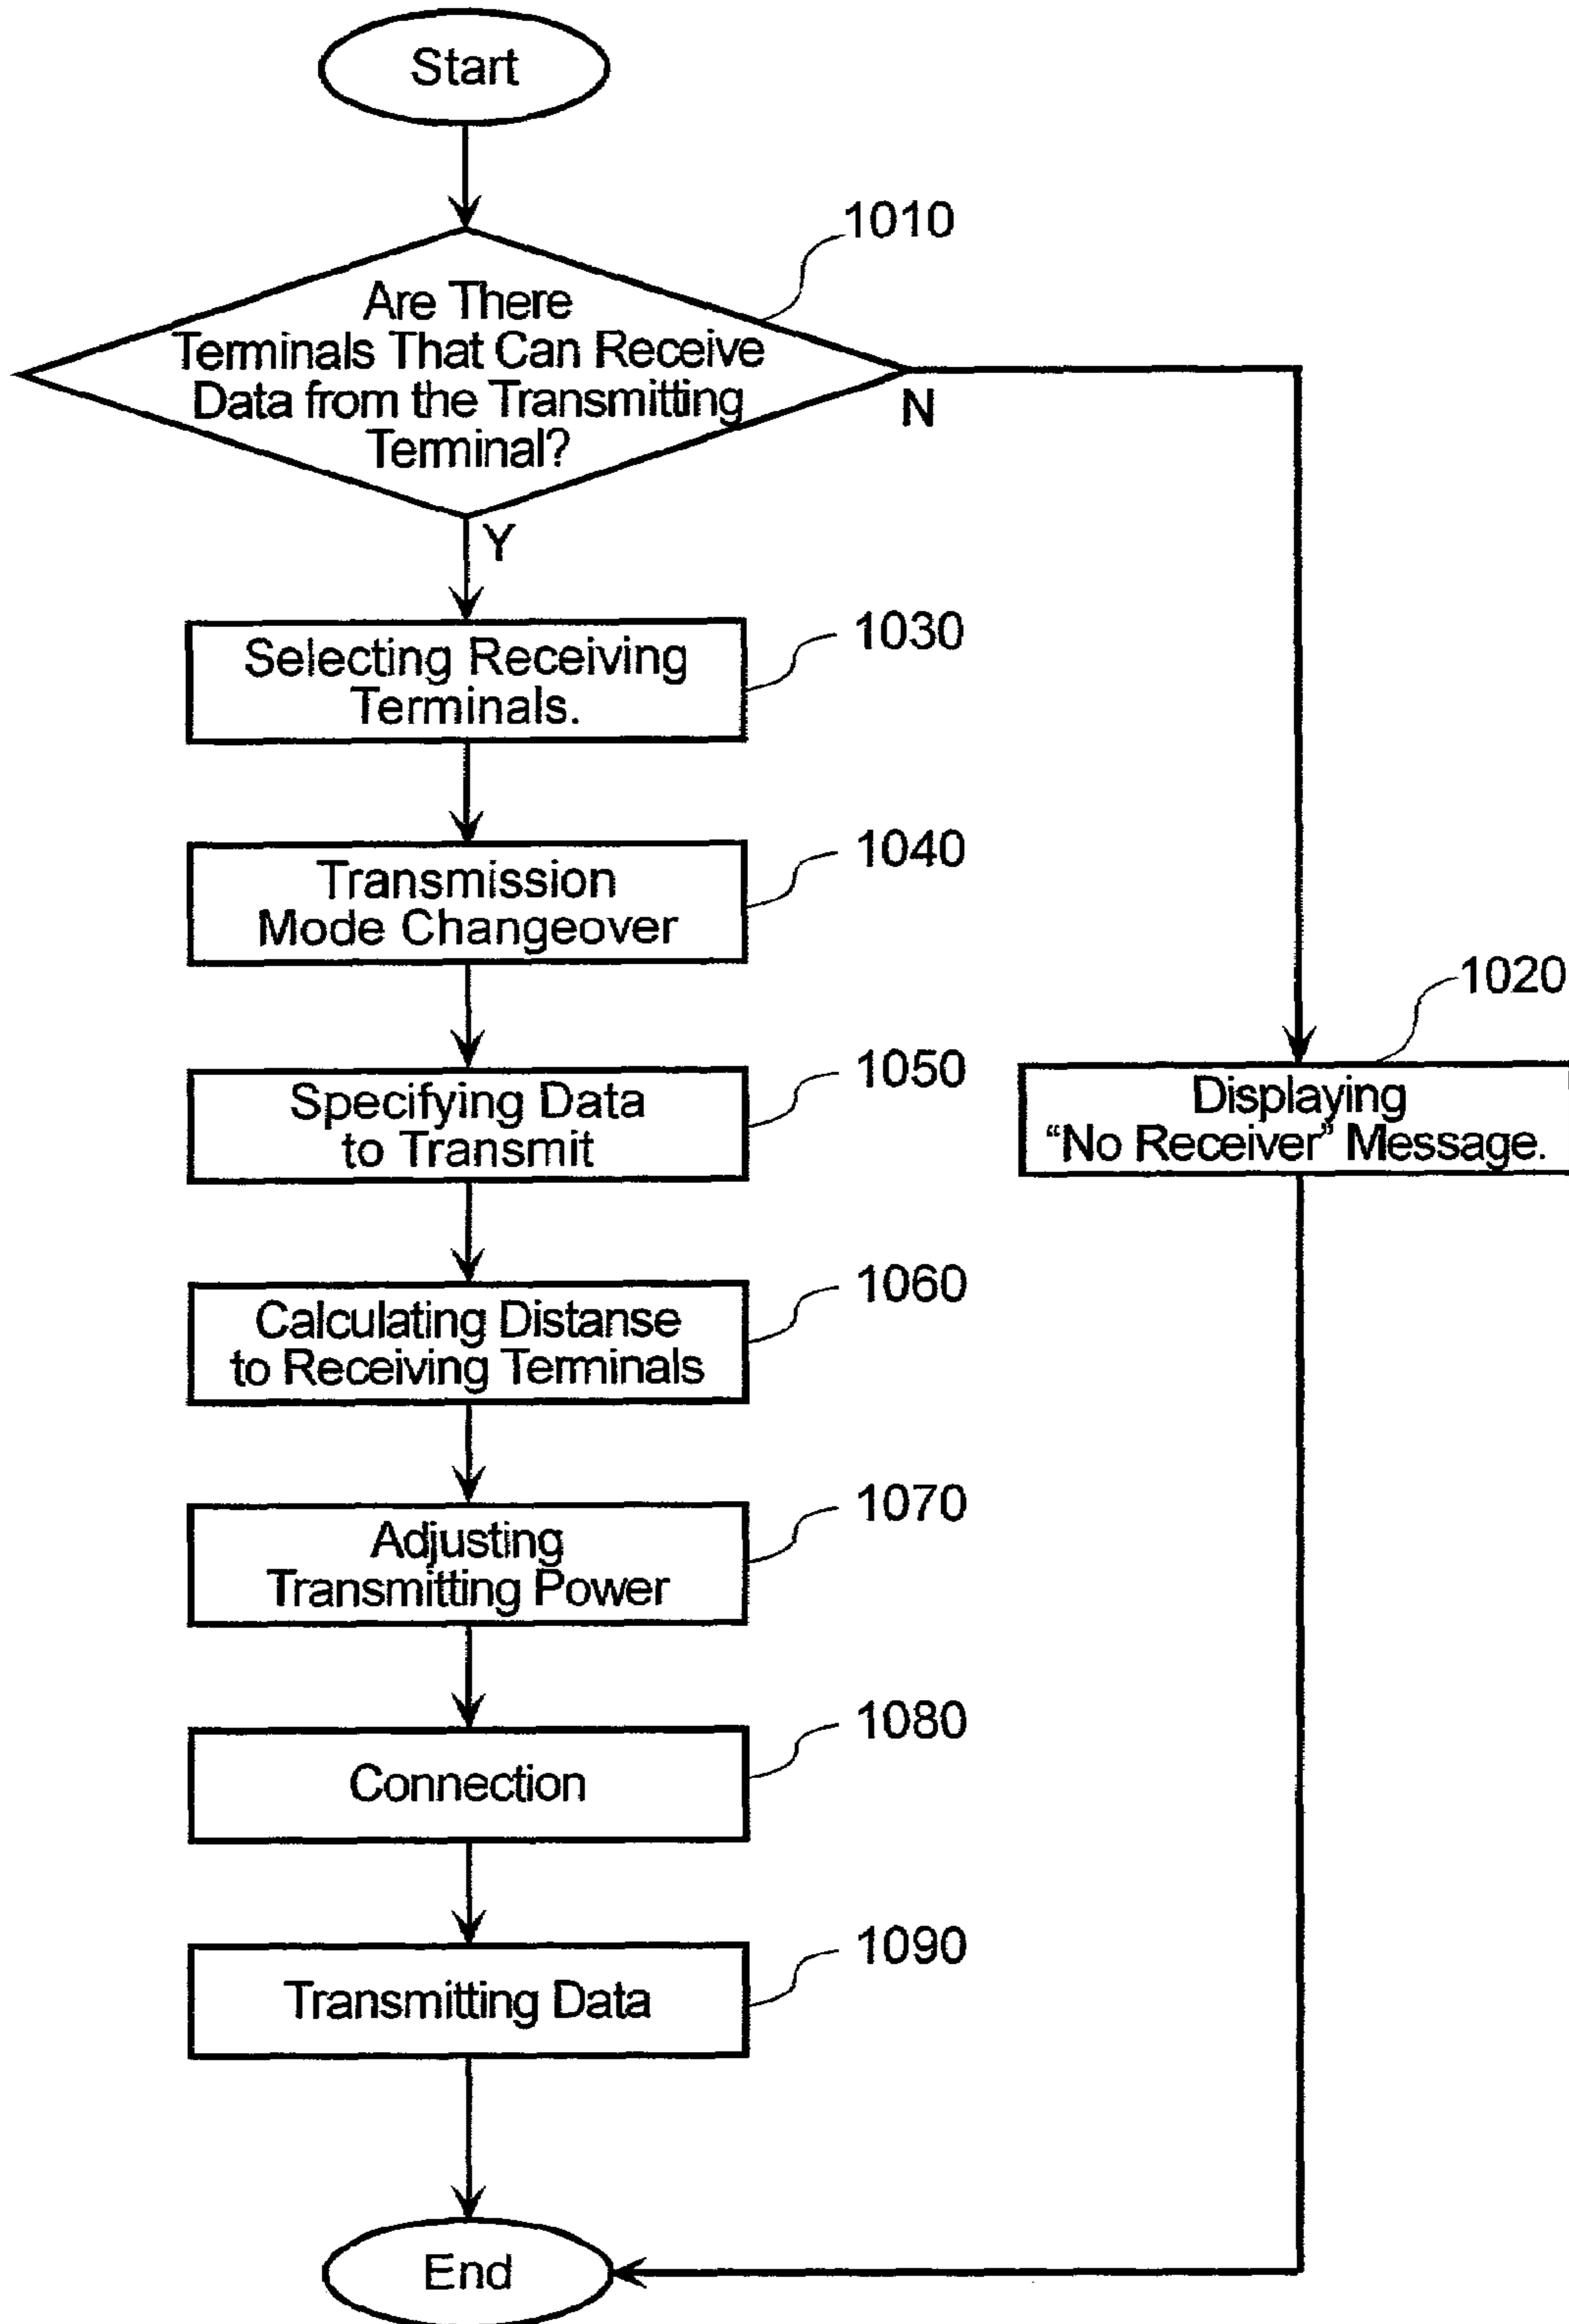 Start
1010
Are There
Terminals That Can Receive
Data from the Transmitting
Terminal?
N
Y
1030
Selecting Receiving
Terminals.
1040
Transmission
Mode Changeover
1020
1050
Specifying Data
to Transmit
Displaying
“No Receiver” Message.
1060
Calculating Distanse
to Receiving Terminals
1070
Adjusting
Transmitting Power
1080
Connection
1090
Transmitting Data
End